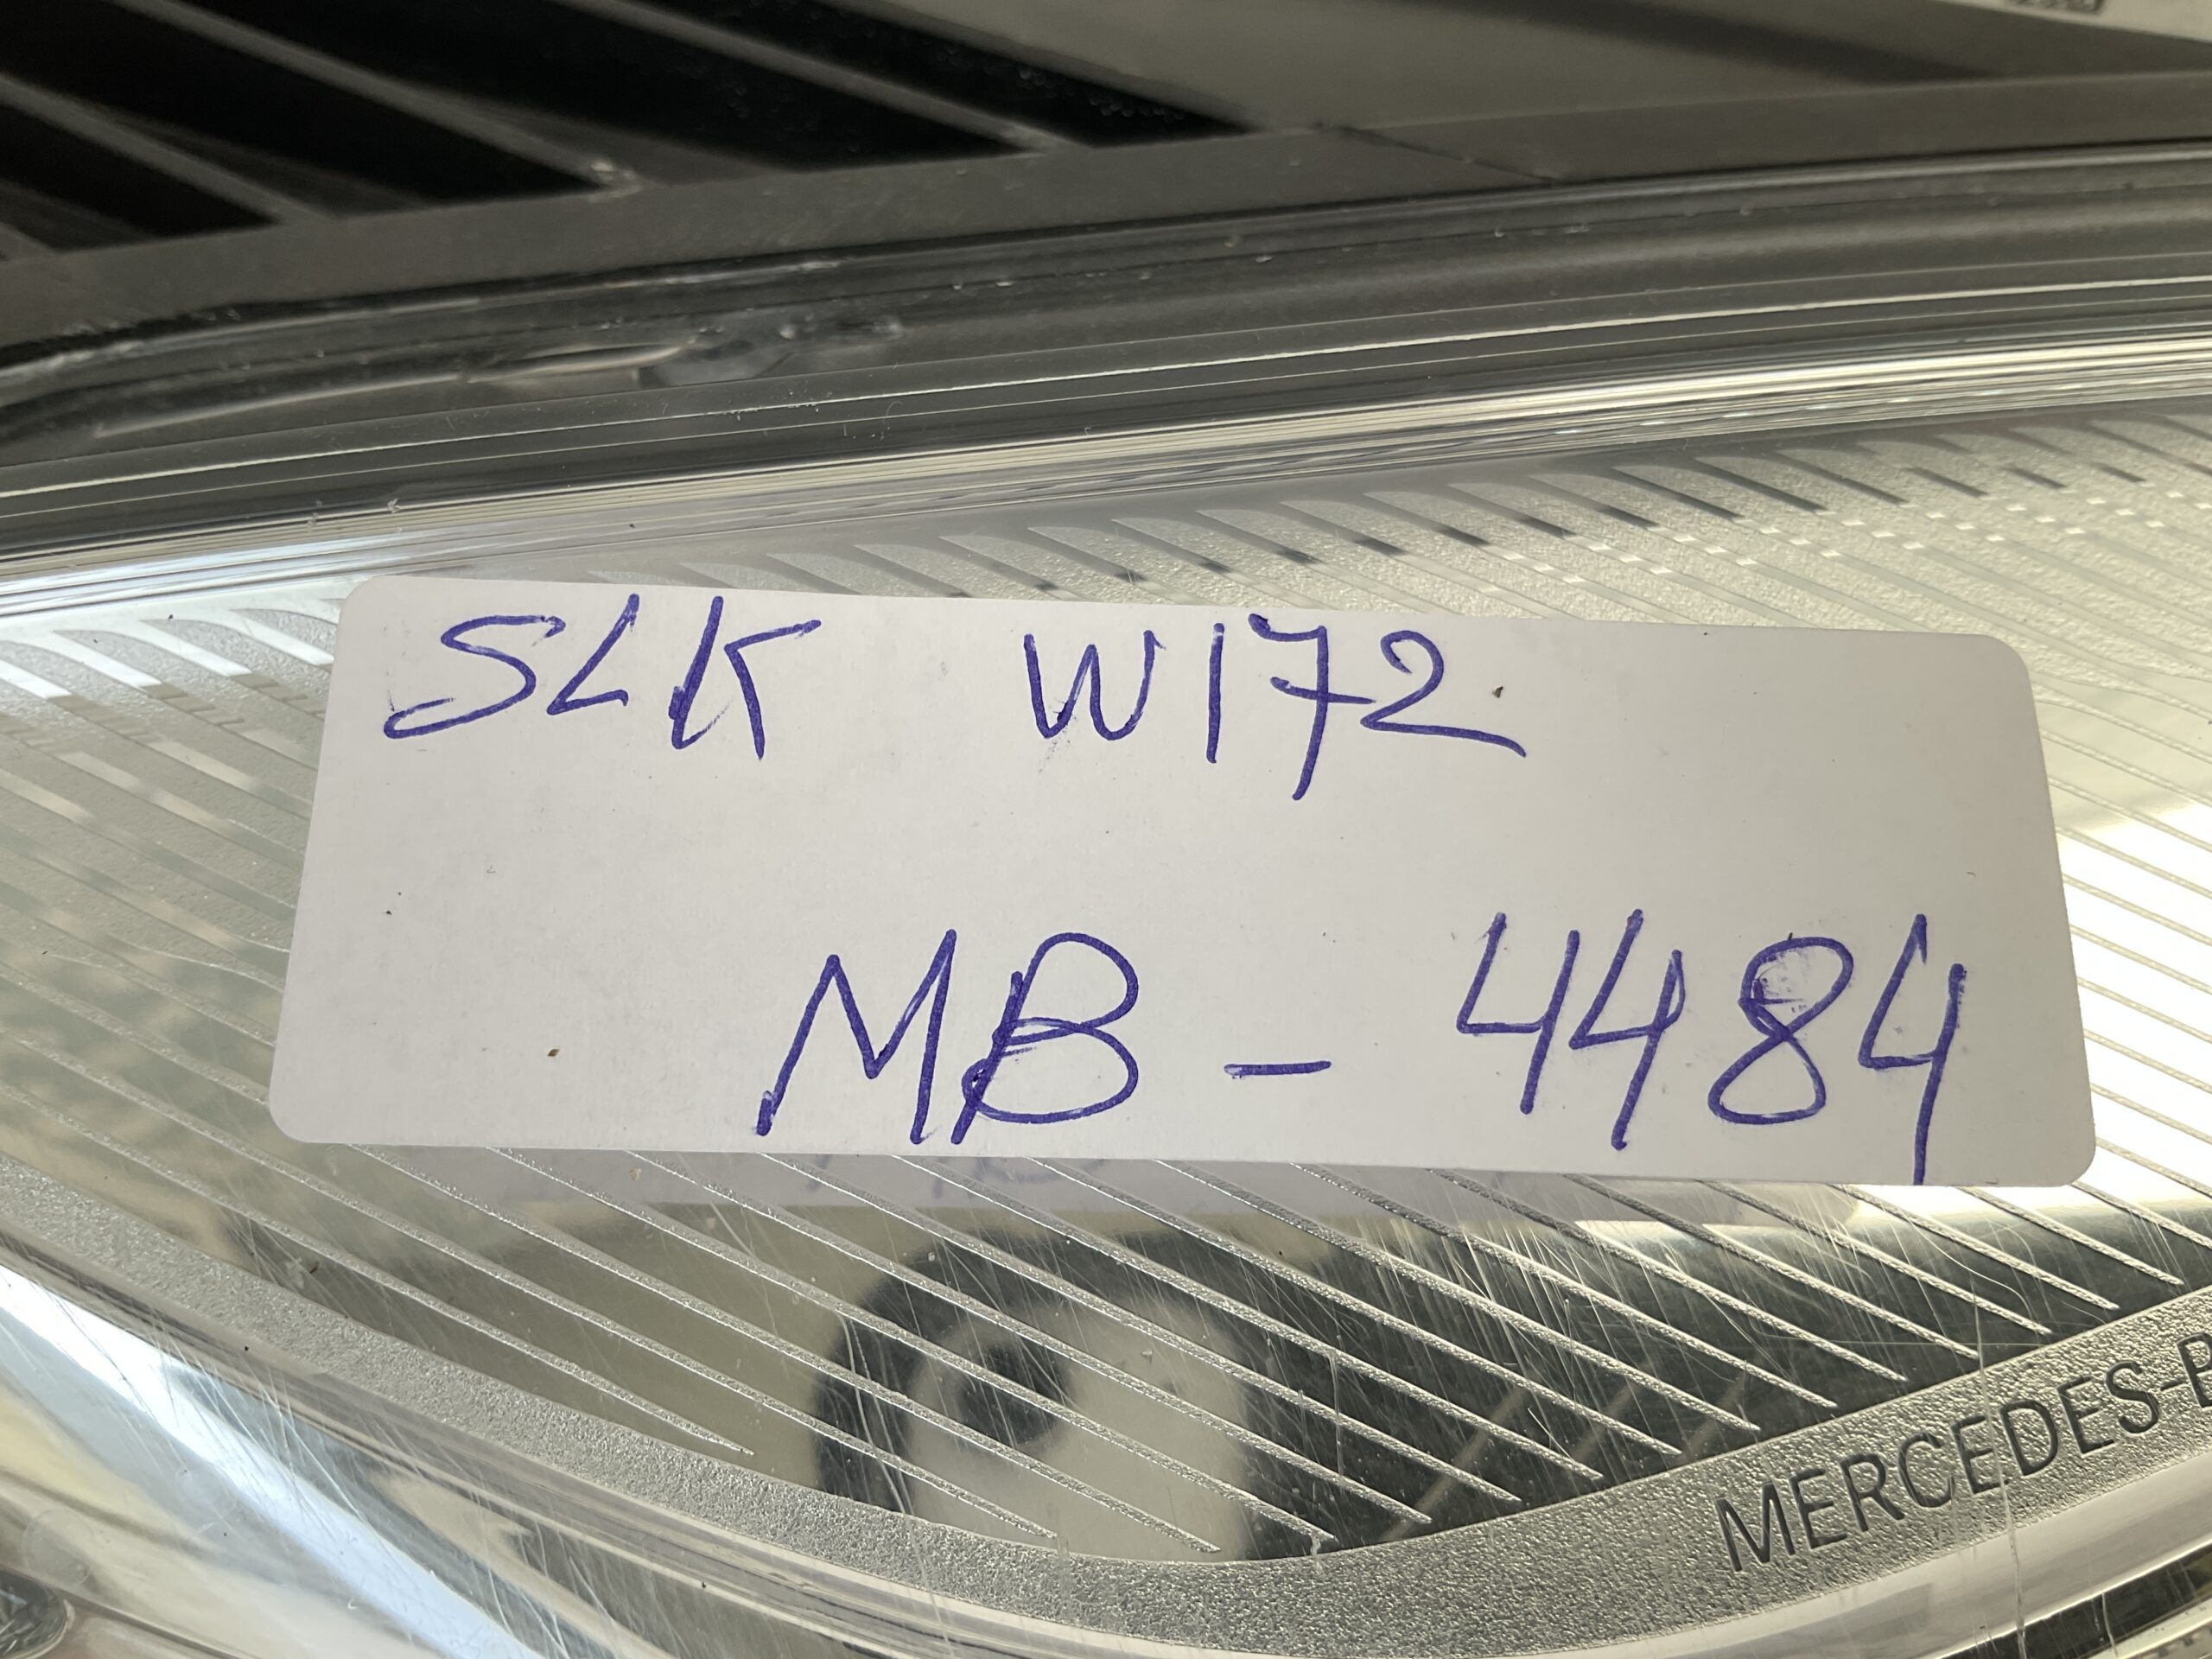 SLK W172
MB - 4484
MERCEDES-B